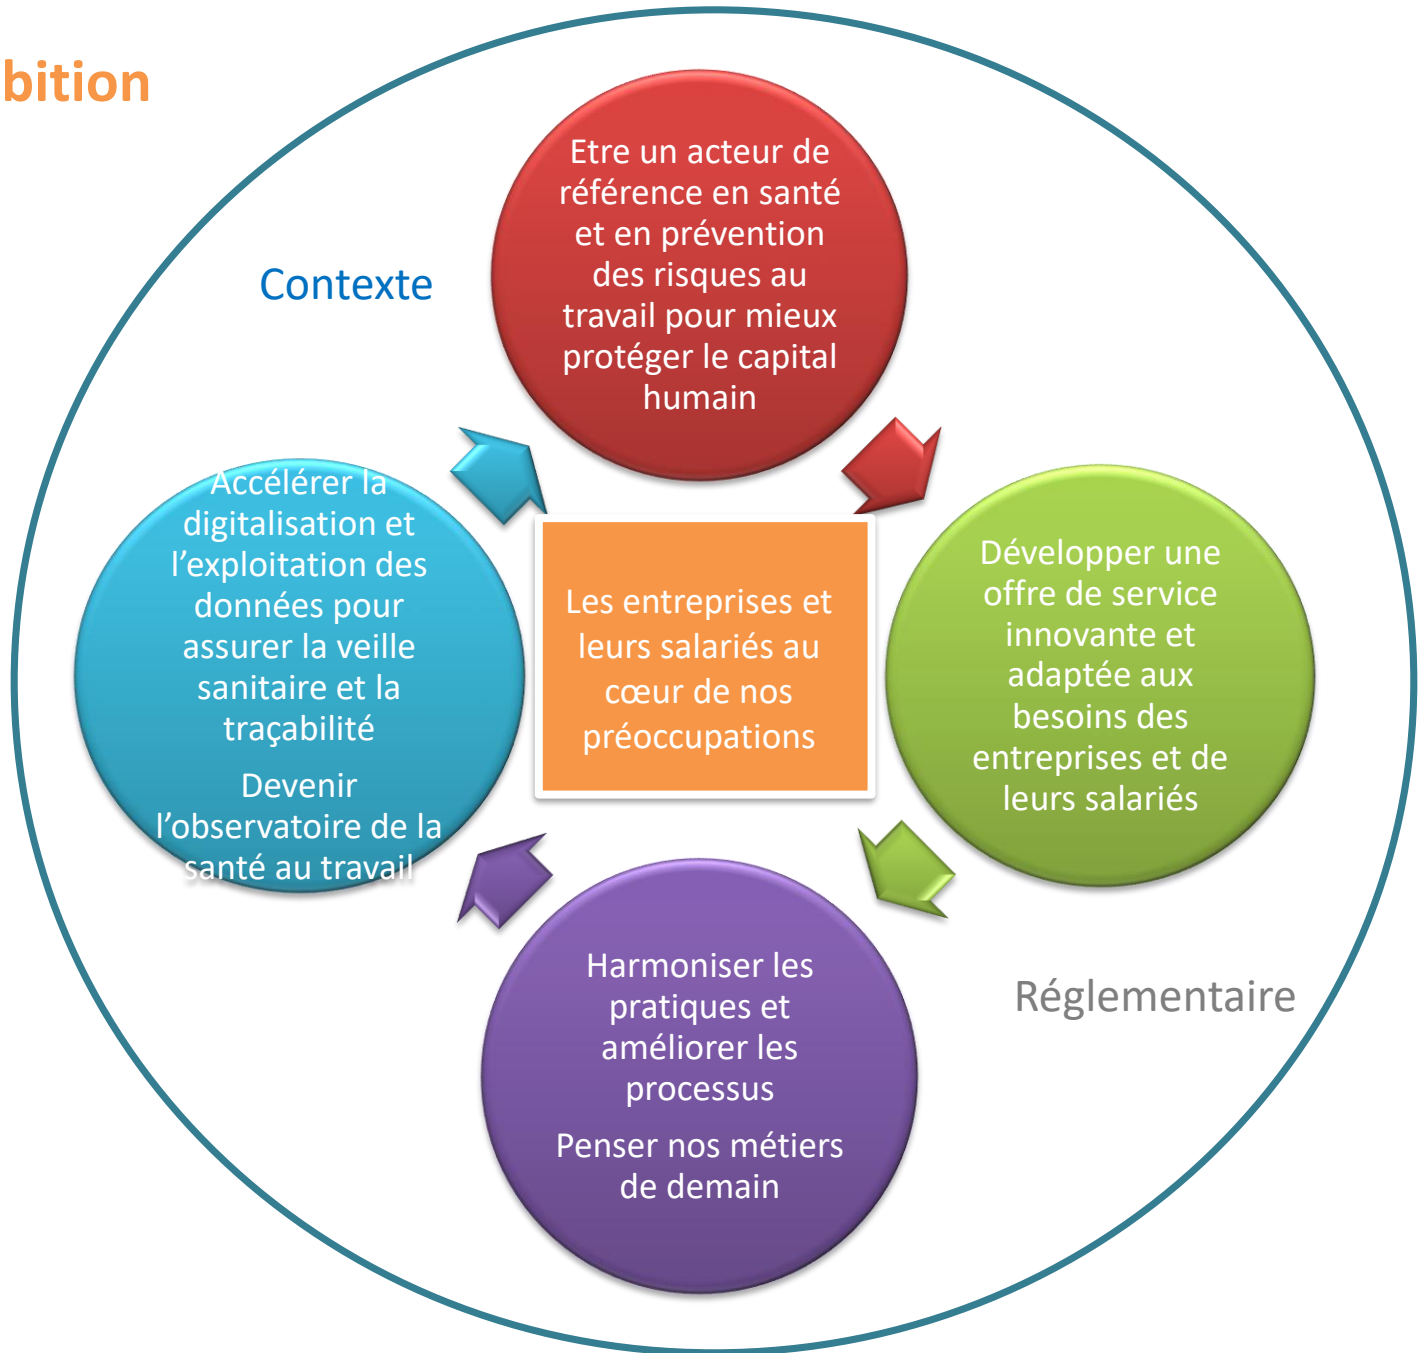 bition
Etre un acteur de
référence en santé
et en prévention
des risques au
travail pour mieux
protéger le capital
humain
Contexte
Accélérer la
digitalisation et
l’exploitation des
données pour
assurer la veille
sanitaire et la
traçabilité
Devenir
l’observatoire de la
santé au travail
Les entreprises et
leurs salariés au
cœur de nos
préoccupations
Développer une
offre de service
innovante et
adaptée aux
besoins des
entreprises et de
leurs salariés
Réglementaire
Harmoniser les
pratiques et
améliorer les
processus
Penser nos métiers
de demain